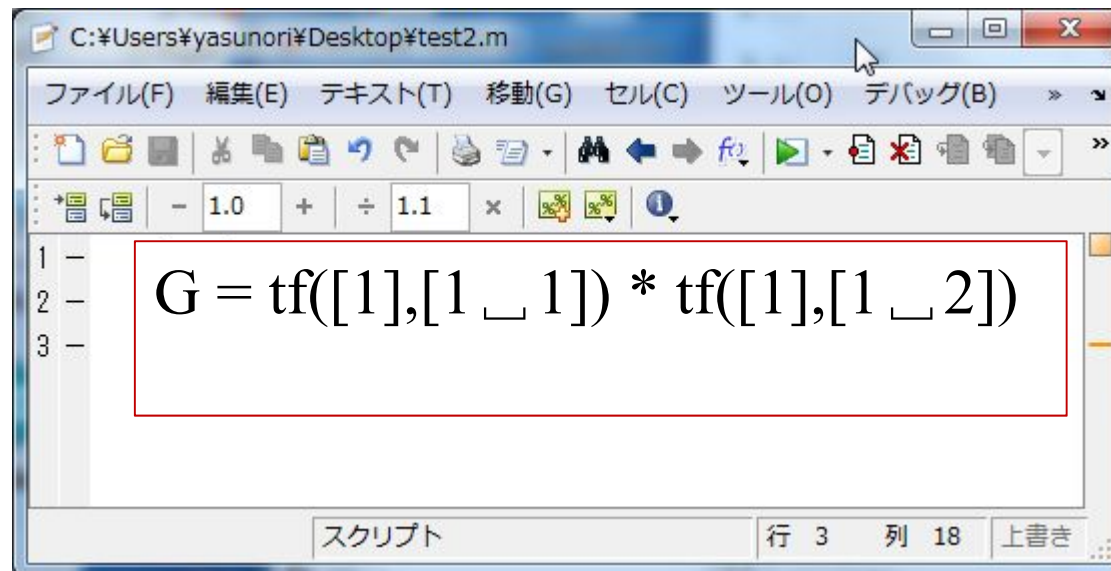 C:¥Users¥yasunori¥Desktop¥test2.m
ファイル(F) 編集(E) テキスト(T) 移動(G) セル(C) ツール(O) デバッグ(B) »
- 1.0 + ÷ 1.1 ×
1 −
2 −
3 −
G = tf([1],[1 ⎵ 1]) * tf([1],[1 ⎵ 2])
スクリプト 行 3 列 18 上書き